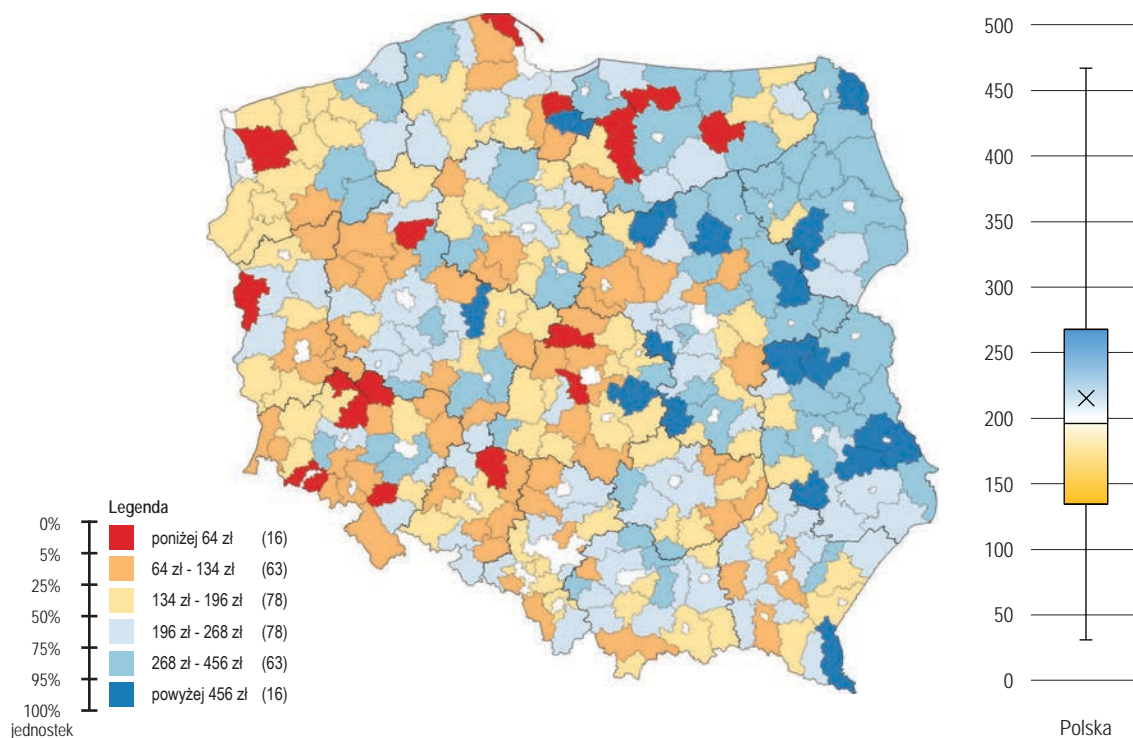 Legenda
0%
5%
25%
50%
75%
95%
100%
jednostek
poniżej 64 zł (16)
64 zł - 134 zł (63)
134 zł - 196 zł (78)
196 zł - 268 zł (78)
268 zł - 456 zł (63)
powyżej 456 zł (16)
500
450
400
350
300
250
200
150
100
50
0
Polska